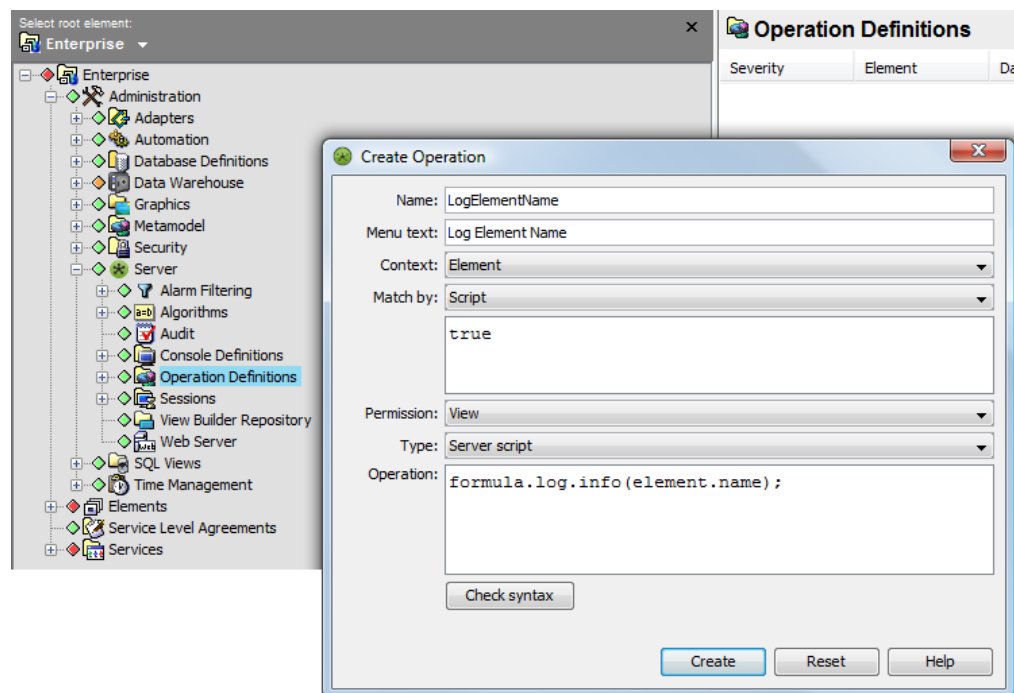 Select root element:
Enterprise
Enterprise
Administration
Adapters
Automation
Database Definitions
Data Warehouse
Graphics
Metamodel
Security
Server
Alarm Filtering
Algorithms
Audit
Console Definitions
Operation Definitions
Sessions
View Builder Repository
Web Server
SQL Views
Time Management
Elements
Service Level Agreements
Services
Operation Definitions
Severity Element Da
Create Operation
Name: LogElementName
Menu text: Log Element Name
Context: Element
Match by: Script
true
Permission: View
Type: Server script
Operation: formula.log.info(element.name);
Check syntax
Create Reset Help